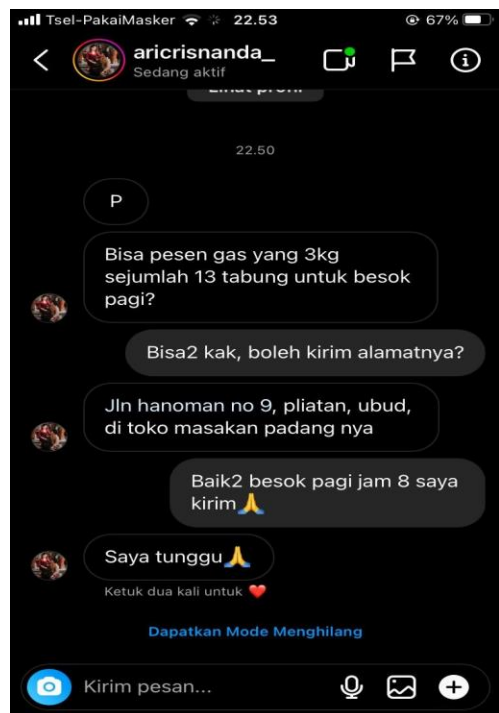 Tsel-PakaiMasker 22.53 67%
aricrisnanda_
Sedang aktif
Lihat profil
22.50
P
Bisa pesen gas yang 3kg
sejumlah 13 tabung untuk besok
pagi?
Bisa2 kak, boleh kirim alamatnya?
Jln hanoman no 9, pliatan, ubud,
di toko masakan padang nya
Baik2 besok pagi jam 8 saya
kirim🙏
Saya tunggu🙏
Ketuk dua kali untuk ❤️
Dapatkan Mode Menghilang
Kirim pesan...